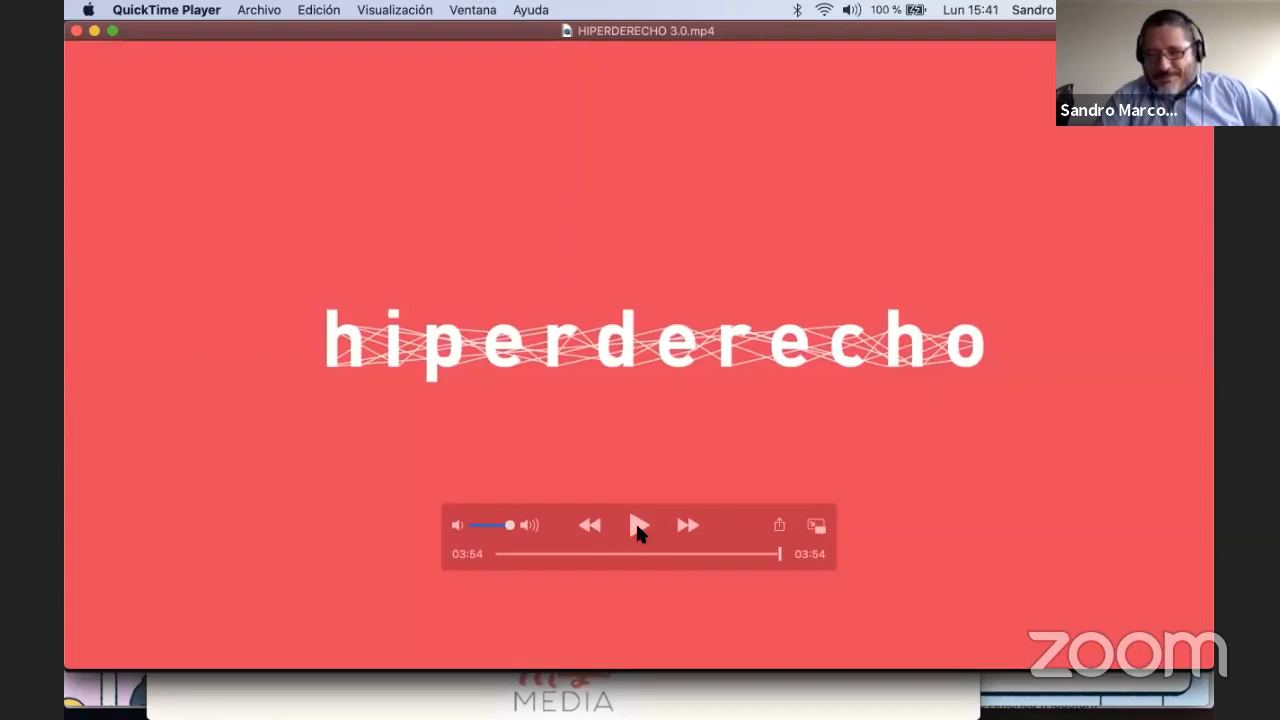 QuickTime Player Archivo Edición Visualización Ventana Ayuda 100 % Lun 15:41 Sandro
HIPERDERECHO 3.0.mp4
Sandro Marco...
hiperderecho
03:54 03:54
zoom
MEDIA